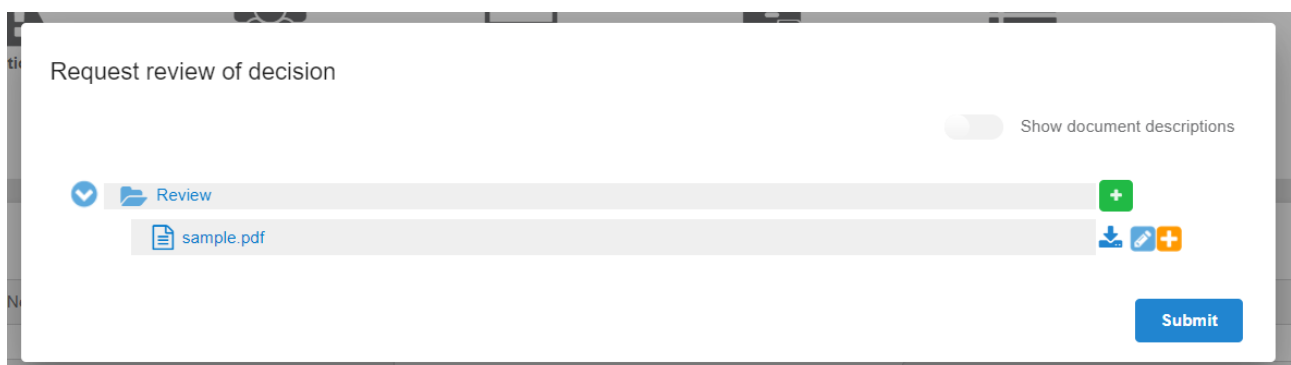 Request review of decision
Show document descriptions
Review
sample.pdf
Submit